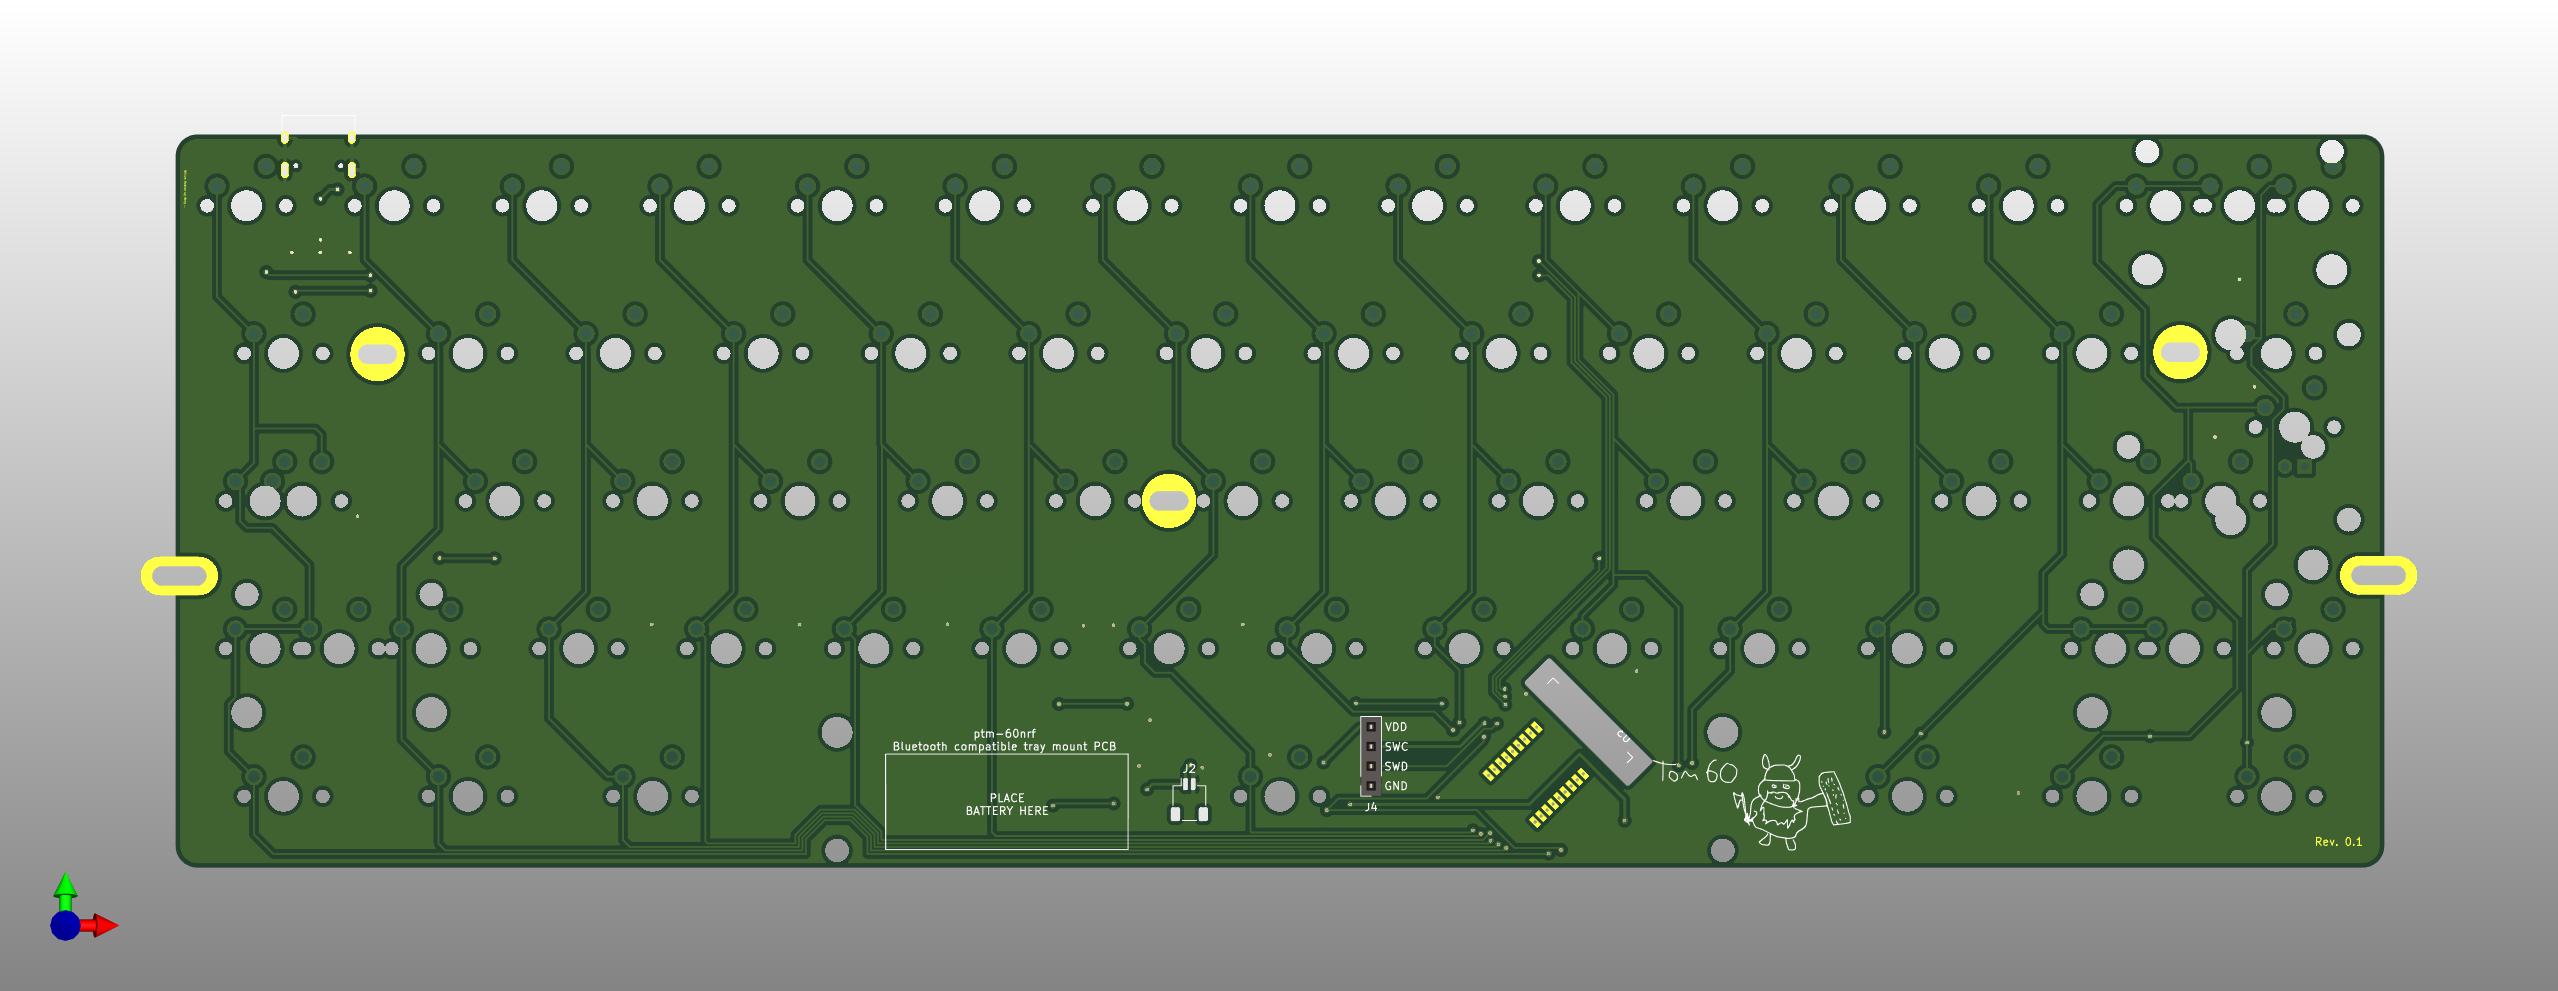 ptm-60nrf
Bluetooth compatible tray mount PCB
PLACE
BATTERY HERE
J2
VDD
SWC
SWD
GND
J4
Tom 60
Rev. 0.1